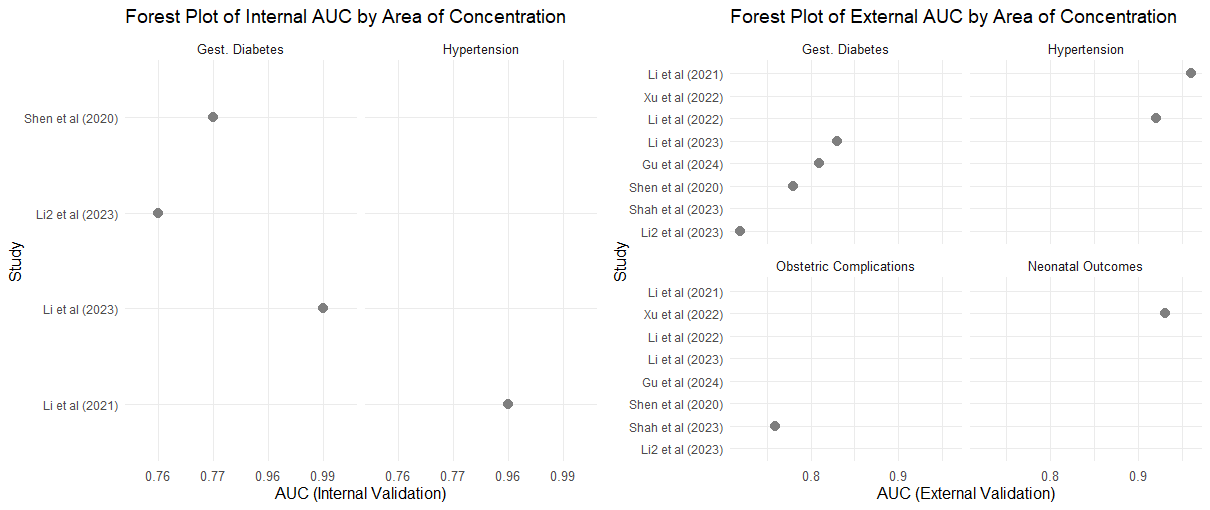 Forest Plot of Internal AUC by Area of Concentration
Gest. Diabetes
Hypertension
Study
Shen et al (2020)
Li2 et al (2023)
Li et al (2023)
Li et al (2021)
0.76 0.77 0.96 0.99
0.76 0.77 0.96 0.99
AUC (Internal Validation)
Forest Plot of External AUC by Area of Concentration
Gest. Diabetes
Hypertension
Study
Li et al (2021)
Xu et al (2022)
Li et al (2022)
Li et al (2023)
Gu et al (2024)
Shen et al (2020)
Shah et al (2023)
Li2 et al (2023)
Obstetric Complications
Neonatal Outcomes
Li et al (2021)
Xu et al (2022)
Li et al (2022)
Li et al (2023)
Gu et al (2024)
Shen et al (2020)
Shah et al (2023)
Li2 et al (2023)
0.8 0.9
0.8 0.9
AUC (External Validation)